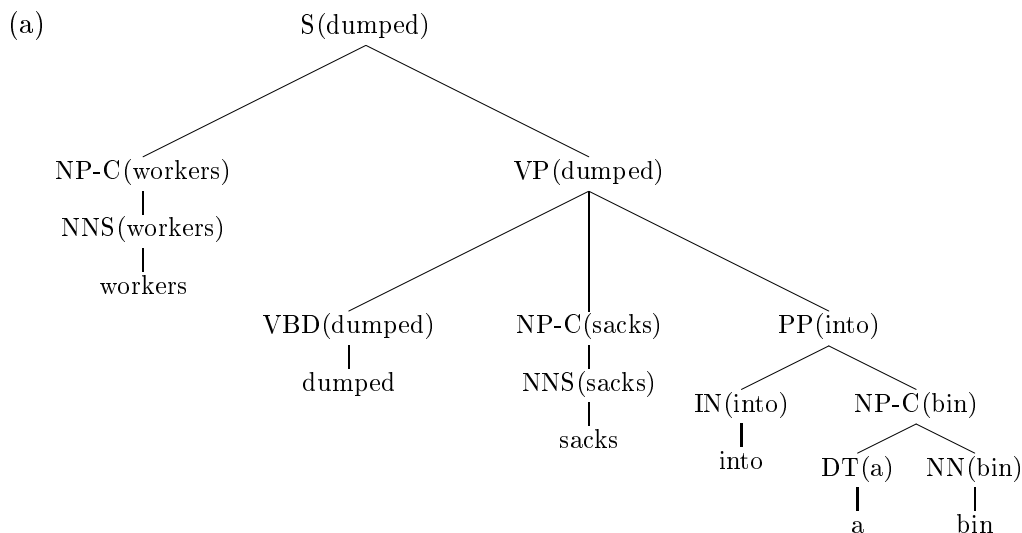 (a) S(dumped)
NP-C(workers) VP(dumped)
NNS(workers)
workers
VBD(dumped) NP-C(sacks) PP(into)
dumped NNS(sacks)
IN(into) NP-C(bin)
sacks
into
DT(a) NN(bin)
a bin